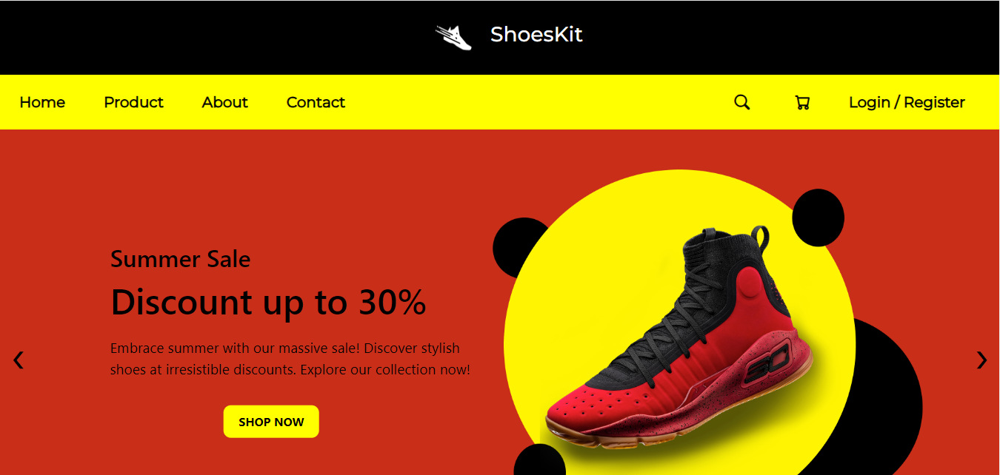 ShoesKit
Home Product About Contact Login / Register
Summer Sale
Discount up to 30%
Embrace summer with our massive sale! Discover stylish
shoes at irresistible discounts. Explore our collection now!
SHOP NOW